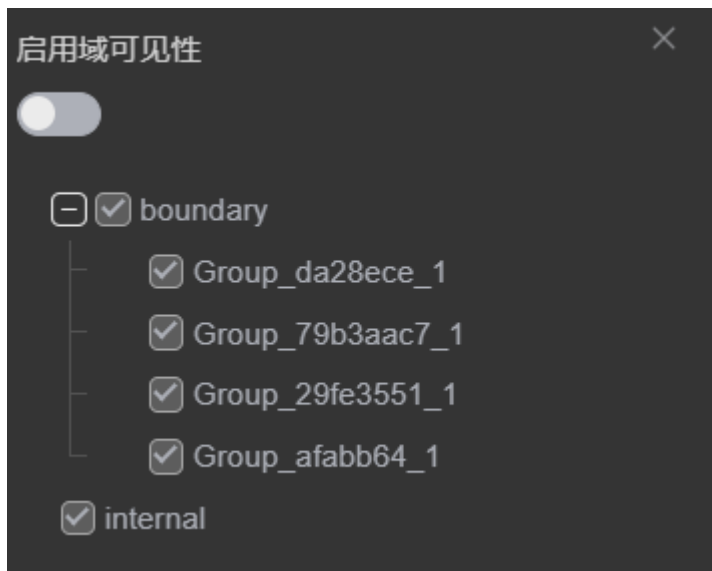 启用域可见性
boundary
Group_da28ece_1
Group_79b3aac7_1
Group_29fe3551_1
Group_afabb64_1
internal